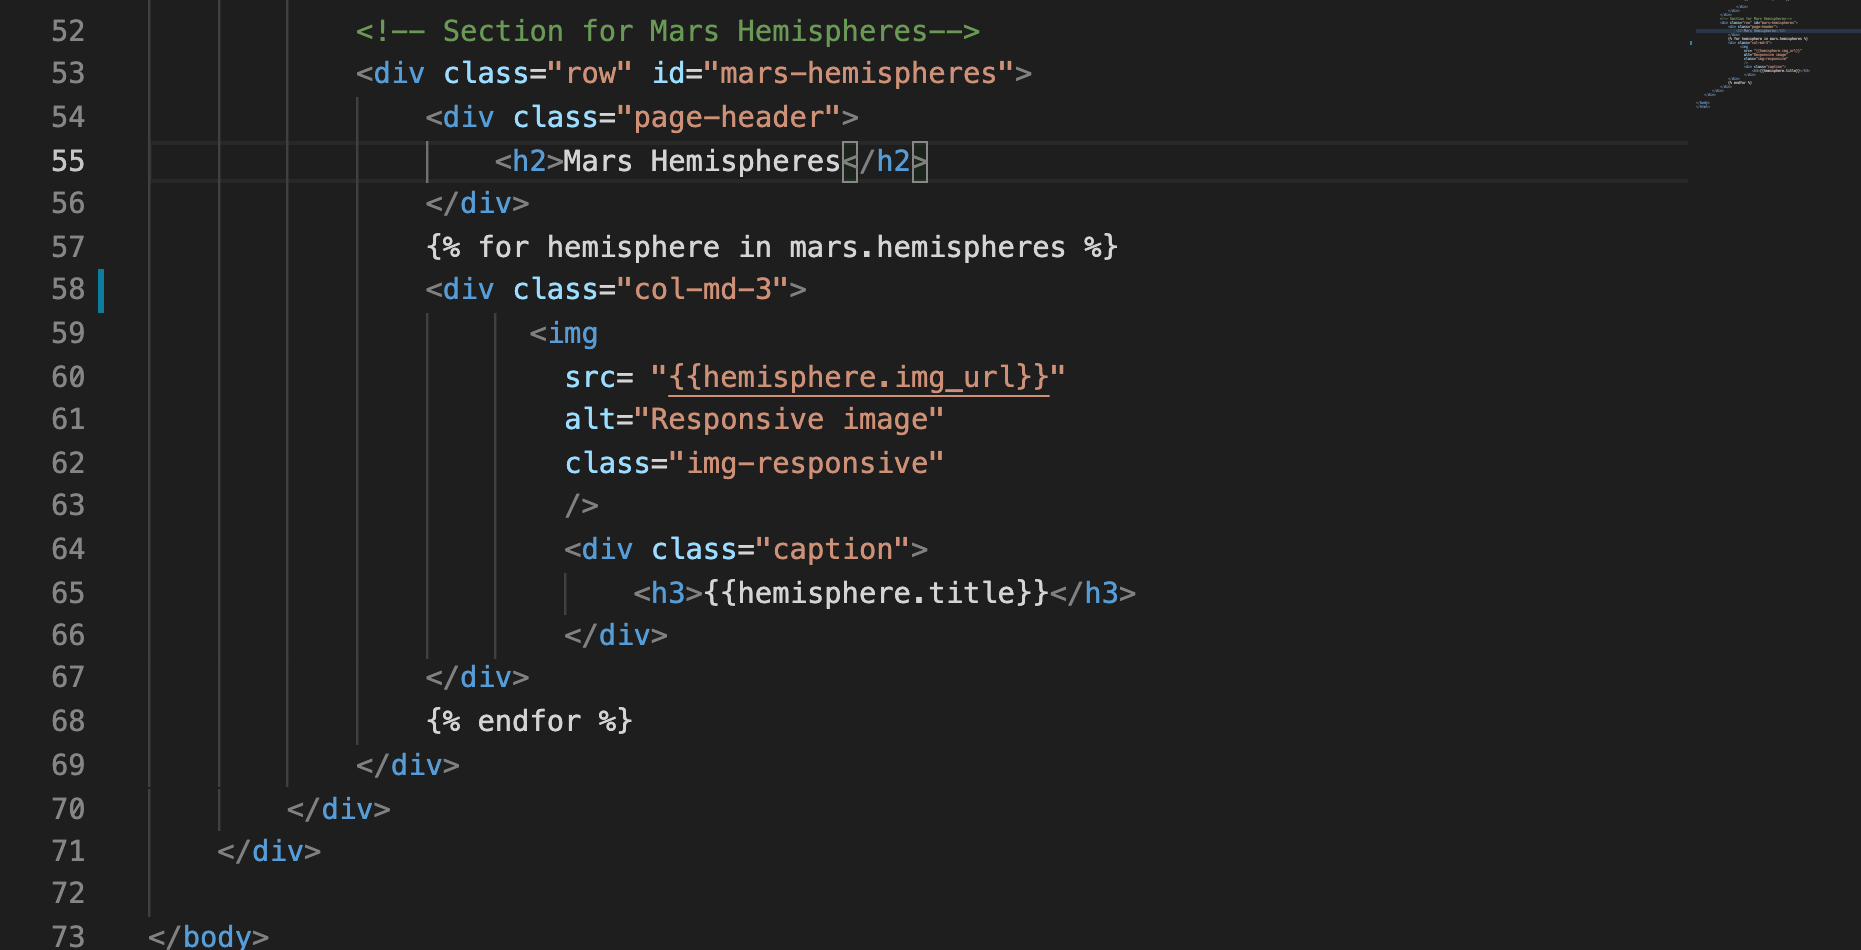 52 <!-- Section for Mars Hemispheres-->
53 <div class="row" id="mars-hemispheres">
54 <div class="page-header">
55 <h2>Mars Hemispheres</h2>
56 </div>
57 {% for hemisphere in mars.hemispheres %}
58 <div class="col-md-3">
59 <img
60 src= "{{hemisphere.img_url}}"
61 alt="Responsive image"
62 class="img-responsive"
63 />
64 <div class="caption">
65 <h3>{{hemisphere.title}}</h3>
66 </div>
67 </div>
68 {% endfor %}
69 </div>
70 </div>
71 </div>
72
73 </body>